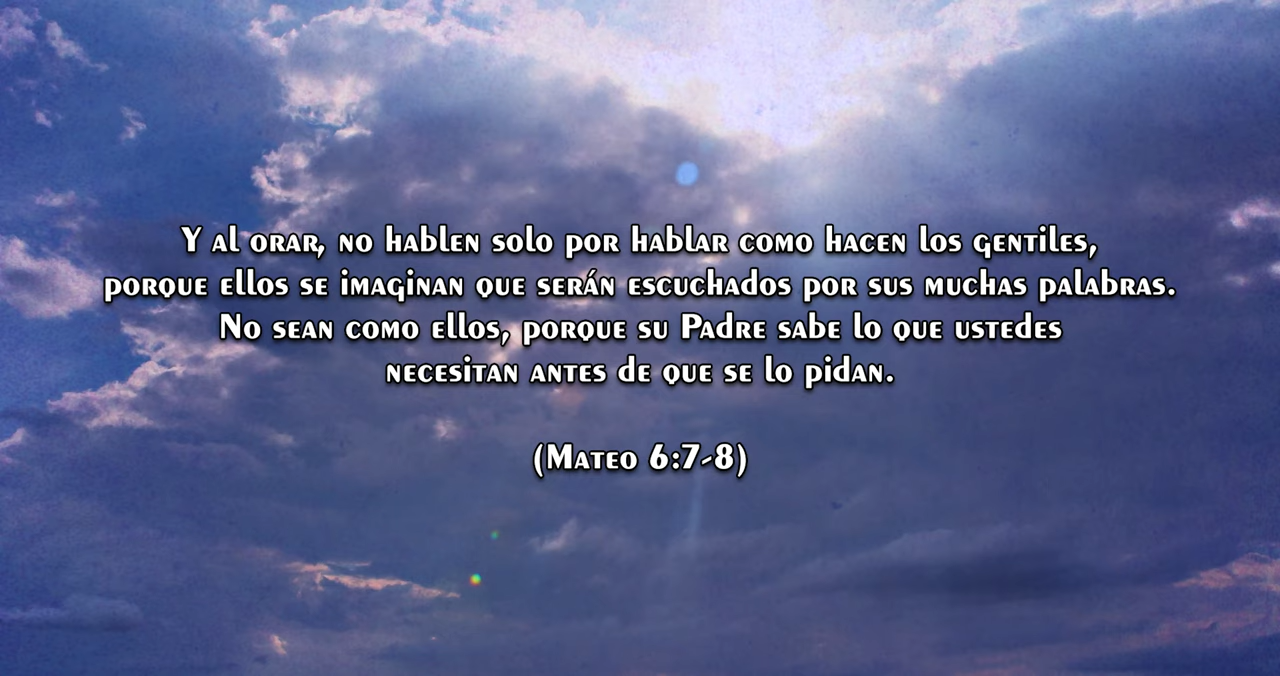 Y al orar, no hablen solo por hablar como hacen los gentiles,
porque ellos se imaginan que serán escuchados por sus muchas palabras.
No sean como ellos, porque su Padre sabe lo que ustedes
necesitan antes de que se lo pidan.
(Mateo 6:7-8)